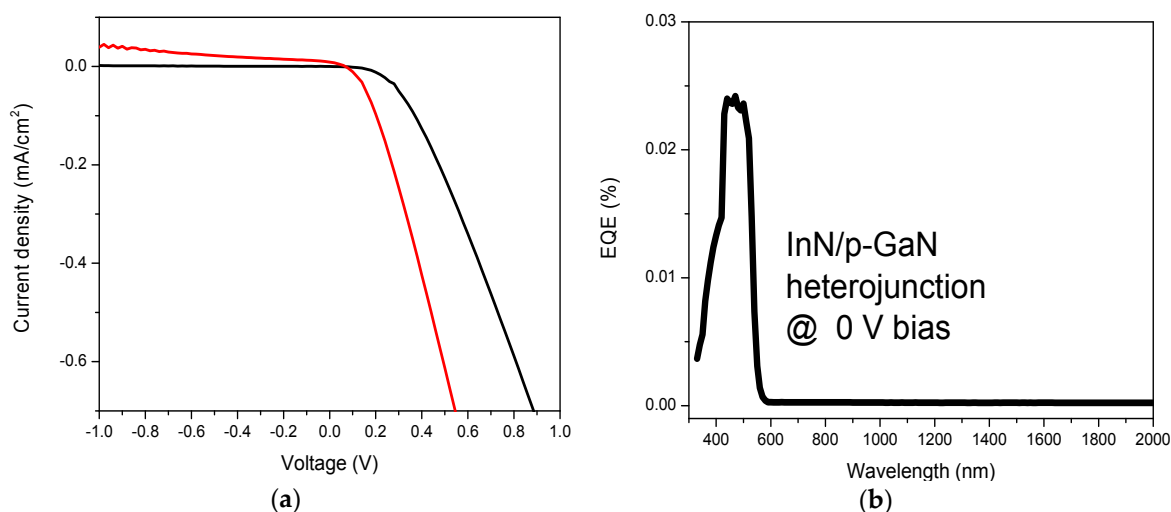 0.0
-0.2
-0.4
-0.6
Current density (mA/cm²)
-1.0 -0.8 -0.6 -0.4 -0.2 0.0 0.2 0.4 0.6 0.8 1.0
Voltage (V)
(a)
0.03
0.02
0.01
0.00
EQE (%)
InN/p-GaN
heterojunction
@ 0 V bias
400 600 800 1000 1200 1400 1600 1800 2000
Wavelength (nm)
(b)